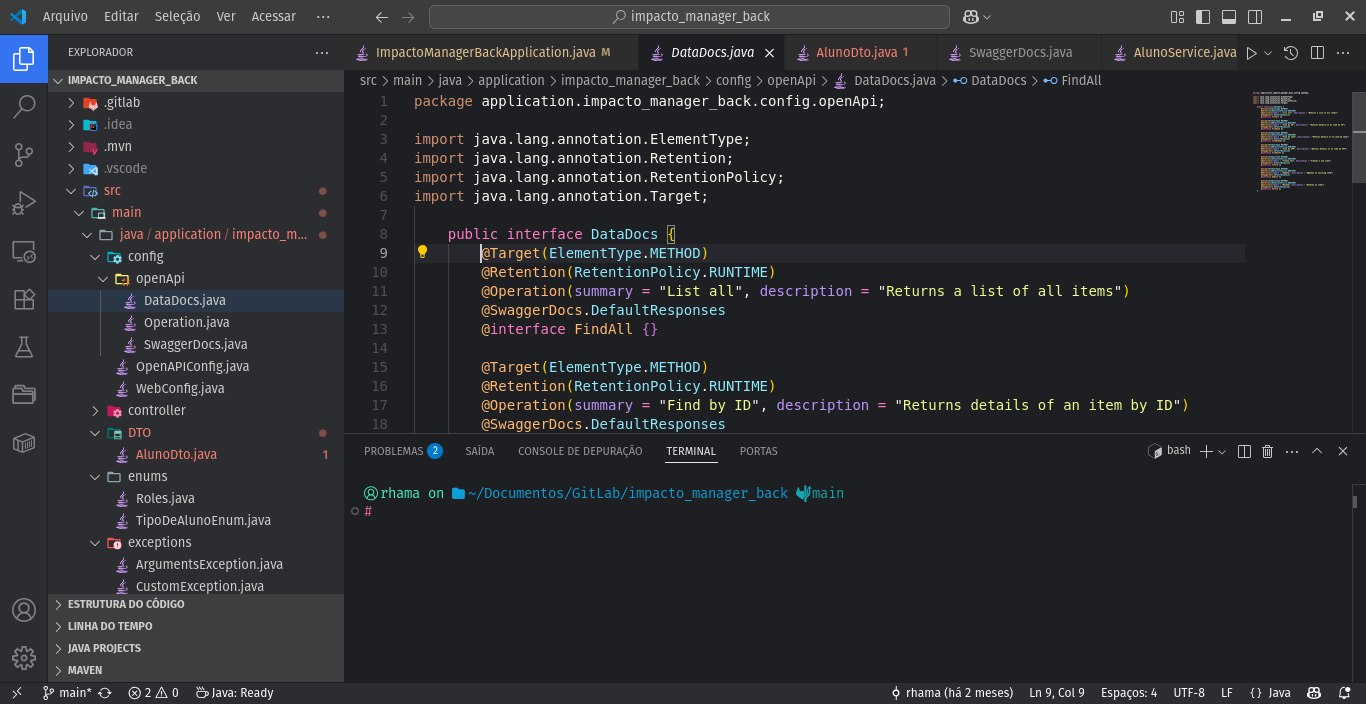 Arquivo Editar Seleção Ver Acessar ···
impacto_manager_back
EXPLORADOR ···
IMPACTO_MANAGER_BACK
.gitlab
.idea
.mvn
.vscode
src
main
java / application / impacto_m...
config
openApi
DataDocs.java
Operation.java
SwaggerDocs.java
OpenAPIConfig.java
WebConfig.java
controller
DTO
AlunoDto.java 1
enums
Roles.java
TipoDeAlunoEnum.java
exceptions
ArgumentsException.java
CustomException.java
ESTRUTURA DO CÓDIGO
LINHA DO TEMPO
JAVA PROJECTS
MAVEN
ImpactoManagerBackApplication.java M DataDocs.java AlunoDto.java 1 SwaggerDocs.java AlunoService.java
src > main > java > application > impacto_manager_back > config > openApi > DataDocs.java > DataDocs > FindAll
1 package application.impacto_manager_back.config.openApi;
2
3 import java.lang.annotation.ElementType;
4 import java.lang.annotation.Retention;
5 import java.lang.annotation.RetentionPolicy;
6 import java.lang.annotation.Target;
7
8 public interface DataDocs {
9 @Target(ElementType.METHOD)
10 @Retention(RetentionPolicy.RUNTIME)
11 @Operation(summary = "List all", description = "Returns a list of all items")
12 @SwaggerDocs.DefaultResponses
13 @interface FindAll {}
14
15 @Target(ElementType.METHOD)
16 @Retention(RetentionPolicy.RUNTIME)
17 @Operation(summary = "Find by ID", description = "Returns details of an item by ID")
18 @SwaggerDocs.DefaultResponses
PROBLEMAS 2 SAÍDA CONSOLE DE DEPURAÇÃO TERMINAL PORTAS bash
rhama on ~/Documentos/GitLab/impacto_manager_back main
#
main* 2 0 Java: Ready rhama (há 2 meses) Ln 9, Col 9 Espaços: 4 UTF-8 LF {} Java